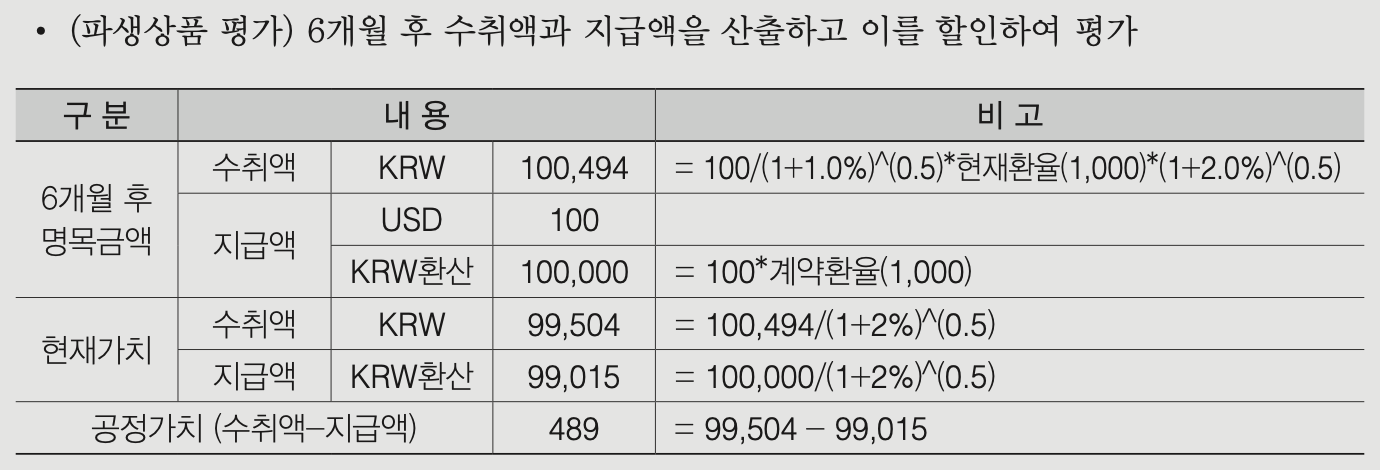 • (파생상품 평가) 6개월 후 수취액과 지급액을 산출하고 이를 할인하여 평가
구 분 내 용 비 고
6개월 후 명목금액 수취액 KRW 100,494 = 100/(1+1.0%)^(0.5)*현재환율(1,000)*(1+2.0%)^(0.5)
지급액 USD 100
KRW환산 100,000 = 100*계약환율(1,000)
현재가치 수취액 KRW 99,504 = 100,494/(1+2%)^(0.5)
지급액 KRW환산 99,015 = 100,000/(1+2%)^(0.5)
공정가치 (수취액–지급액) 489 = 99,504 – 99,015